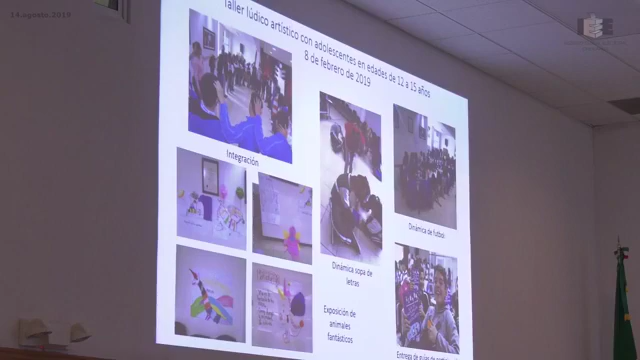 14.agosto.2019
Taller lúdico artístico con adolescentes en edades de 12 a 15 años
8 de febrero de 2019
Integración
Dinámica sopa de
letras
Dinámica de futbol
Exposición de
animales
fantásticos
Entrega de